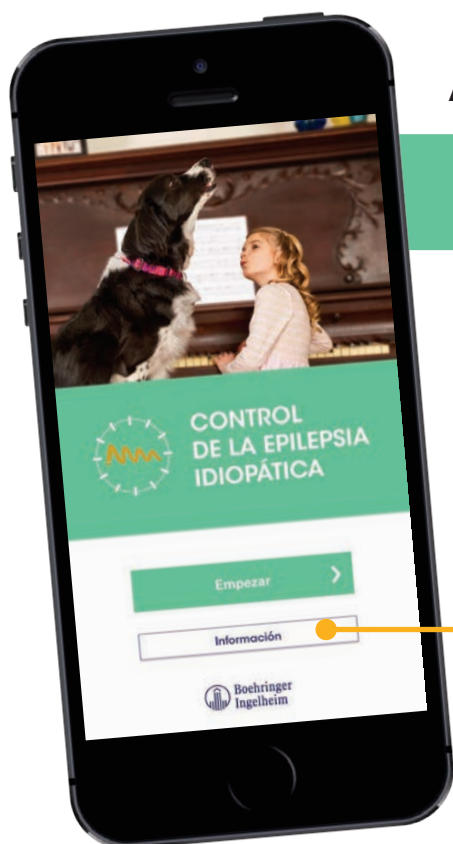 CONTROL
DE LA EPILEPSIA
IDIOPÁTICA
Empezar
Información
Boehringer
Ingelheim